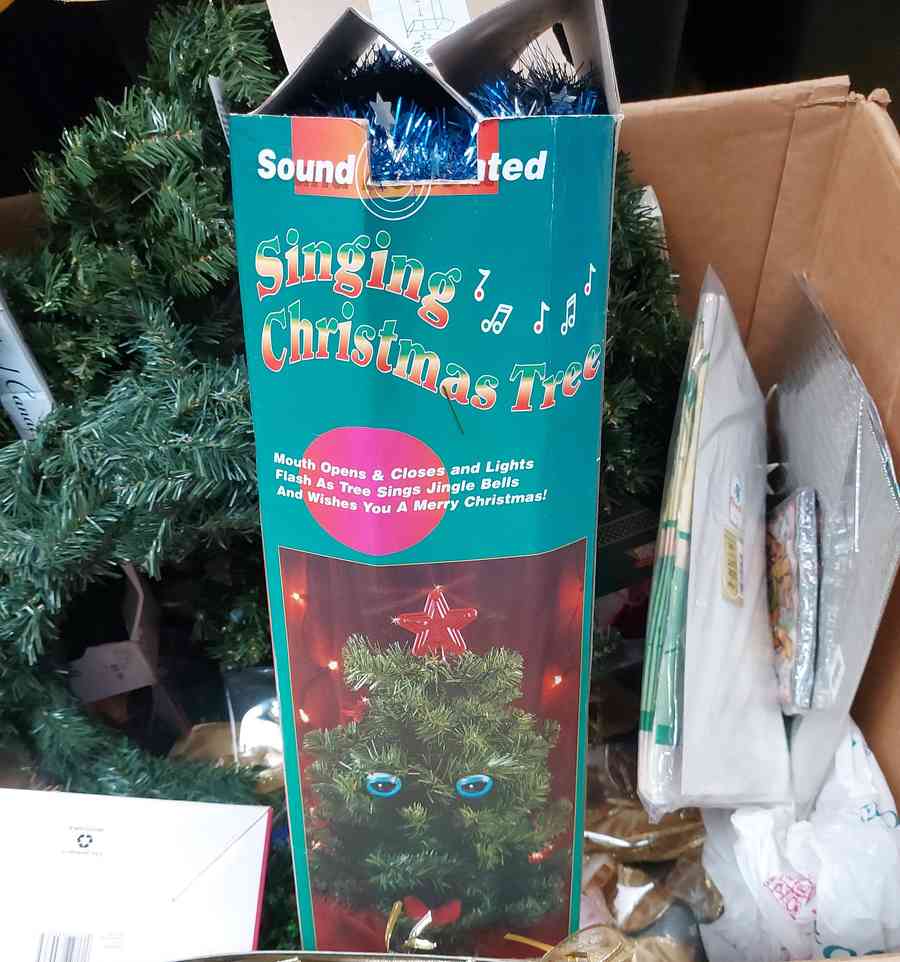 Sound
Singing
Christmas Tree
Mouth Opens & Closes and Lights
Flash As Tree Sings Jingle Bells
And Wishes You A Merry Christmas!